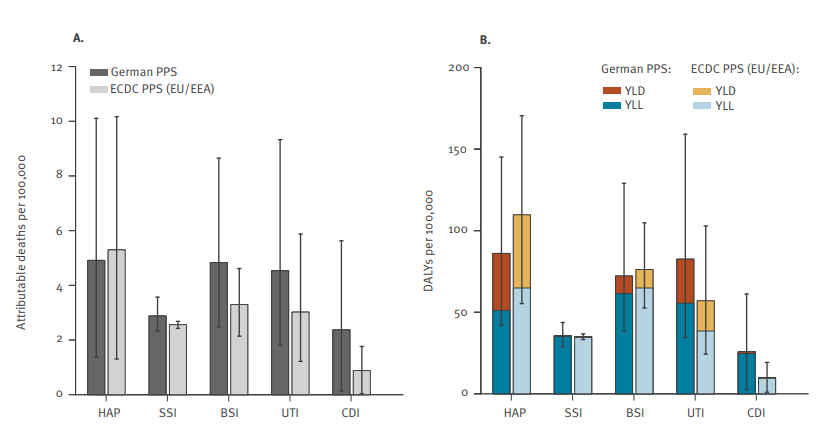 A.
12
10
8
6
4
2
0
Attributable deaths per 100,000
German PPS
ECDC PPS (EU/EEA)
HAP SSI BSI UTI CDI
B.
200
150
100
50
0
DALYs per 100,000
German PPS: ECDC PPS (EU/EEA):
YLD YLD
YLL YLL
HAP SSI BSI UTI CDI